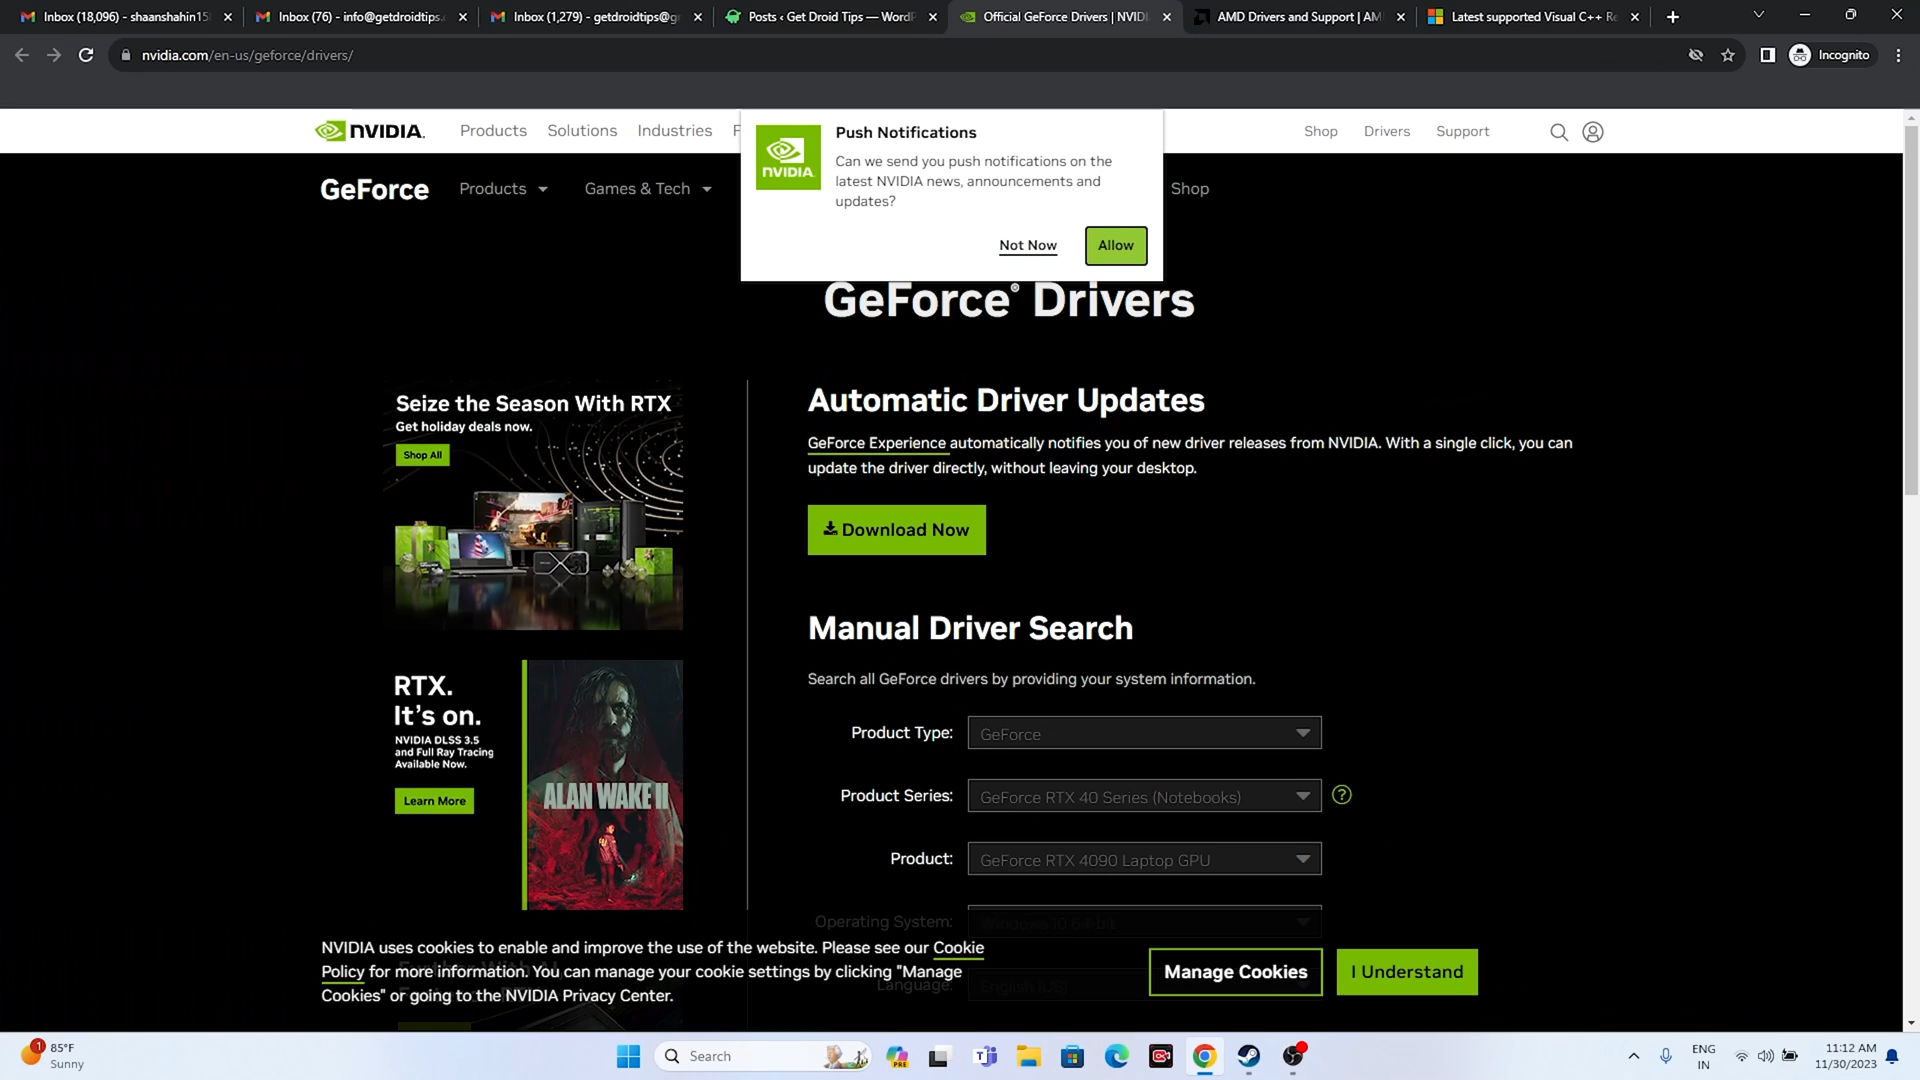 Inbox (18,096) - shaanshahin15
Inbox (76) - info@getdroidtips.
Inbox (1,279) - getdroidtips@g
Posts ‹ Get Droid Tips — WordP
Official GeForce Drivers | NVIDI
AMD Drivers and Support | AM
Latest supported Visual C++ Re
nvidia.com/en-us/geforce/drivers/
Incognito
NVIDIA.
Products
Solutions
Industries
Shop
Drivers
Support
NVIDIA.
Push Notifications
Can we send you push notifications on the
latest NVIDIA news, announcements and
updates?
Not Now
Allow
GeForce
Products
Games & Tech
Shop
GeForce® Drivers
Seize the Season With RTX
Get holiday deals now.
Shop All
Automatic Driver Updates
GeForce Experience automatically notifies you of new driver releases from NVIDIA. With a single click, you can
update the driver directly, without leaving your desktop.
Download Now
Manual Driver Search
Search all GeForce drivers by providing your system information.
RTX.
It's on.
NVIDIA DLSS 3.5
and Full Ray Tracing
Available Now.
Learn More
ALAN WAKE II
Product Type:
GeForce
Product Series:
GeForce RTX 40 Series (Notebooks)
?
Product:
GeForce RTX 4090 Laptop GPU
Operating System:
Windows 10 64-bit
Language:
English (US)
NVIDIA uses cookies to enable and improve the use of the website. Please see our Cookie
Policy for more information. You can manage your cookie settings by clicking "Manage
Cookies" or going to the NVIDIA Privacy Center.
Manage Cookies
I Understand
1
85°F
Sunny
Search
PRE
ENG
IN
11:12 AM
11/30/2023